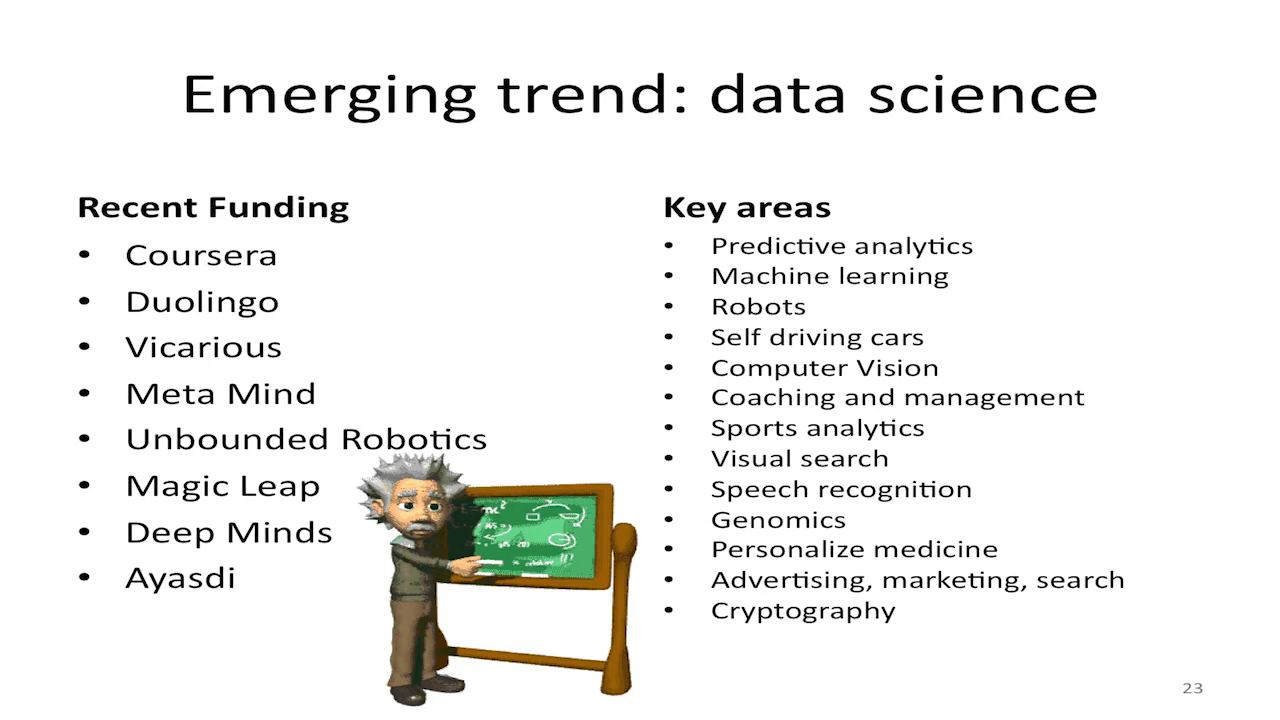 Emerging trend: data science
Recent Funding
• Coursera
• Duolingo
• Vicarious
• Meta Mind
• Unbounded Robotics
• Magic Leap
• Deep Minds
• Ayasdi
Key areas
• Predictive analytics
• Machine learning
• Robots
• Self driving cars
• Computer Vision
• Coaching and management
• Sports analytics
• Visual search
• Speech recognition
• Genomics
• Personalize medicine
• Advertising, marketing, search
• Cryptography
23